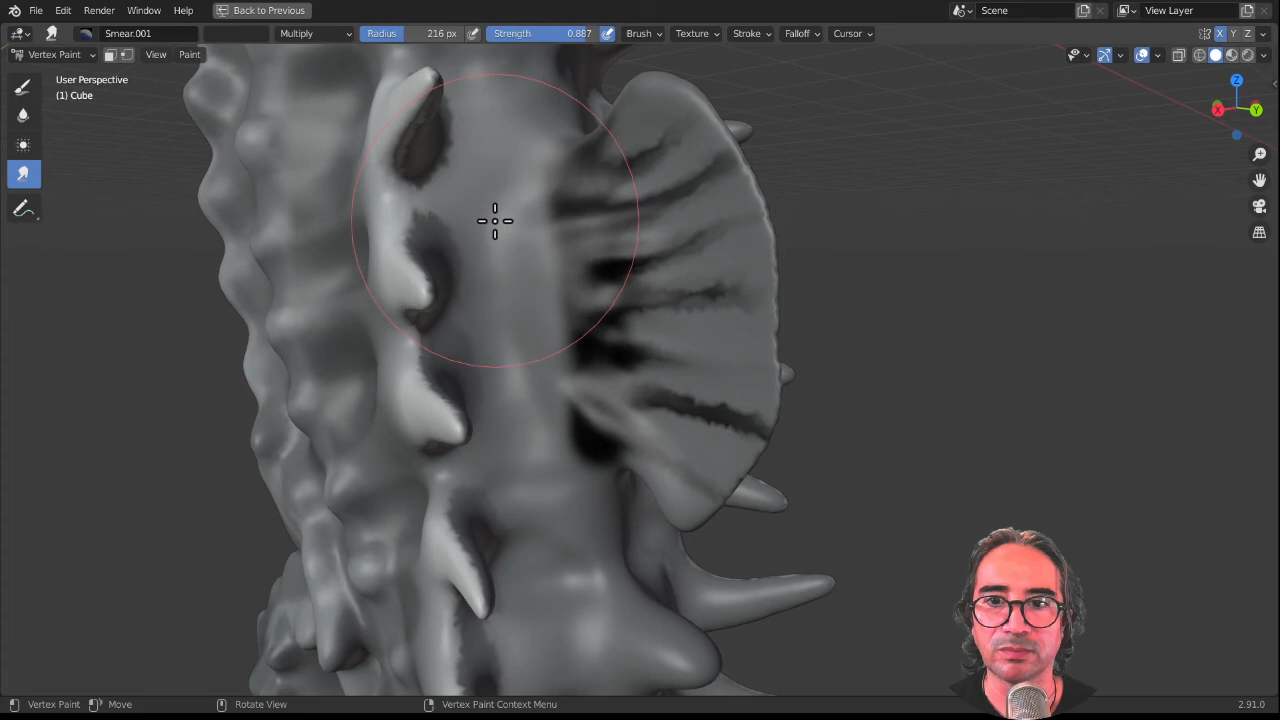 File Edit Render Window Help Back to Previous Scene View Layer
Smear.001 Multiply Radius 216 px Strength 0.887 Brush Texture Stroke Falloff Cursor X Y Z
Vertex Paint View Paint
User Perspective
(1) Cube
Z
X Y
Vertex Paint Move Rotate View Vertex Paint Context Menu 2.91.0